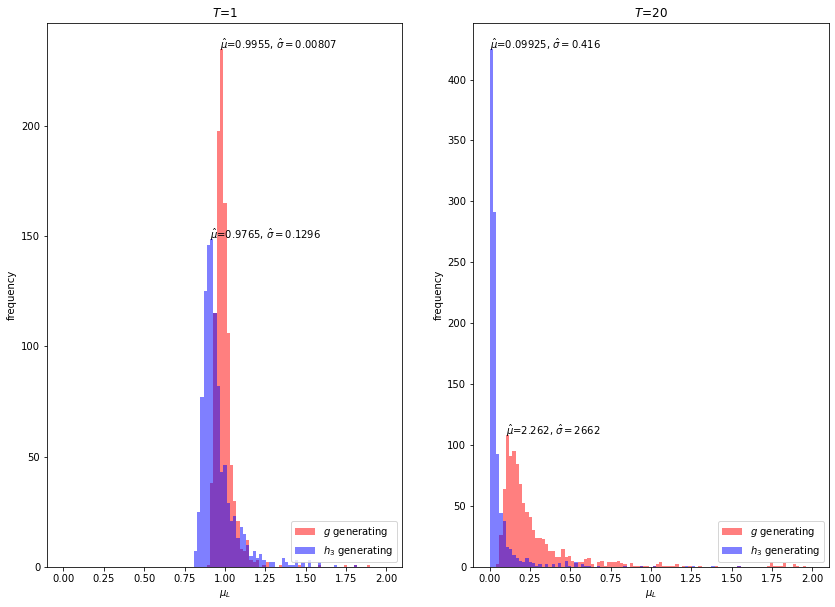 T=1
μ̂=0.9955, σ̂ = 0.00807
μ̂=0.9765, σ̂ = 0.1296
frequency
200
150
100
50
0
0.00 0.25 0.50 0.75 1.00 1.25 1.50 1.75 2.00
μ_L
g generating
h_3 generating
T=20
μ̂=0.09925, σ̂ = 0.416
μ̂=2.262, σ̂ = 2662
frequency
400
350
300
250
200
150
100
50
0
0.00 0.25 0.50 0.75 1.00 1.25 1.50 1.75 2.00
μ_L
g generating
h_3 generating